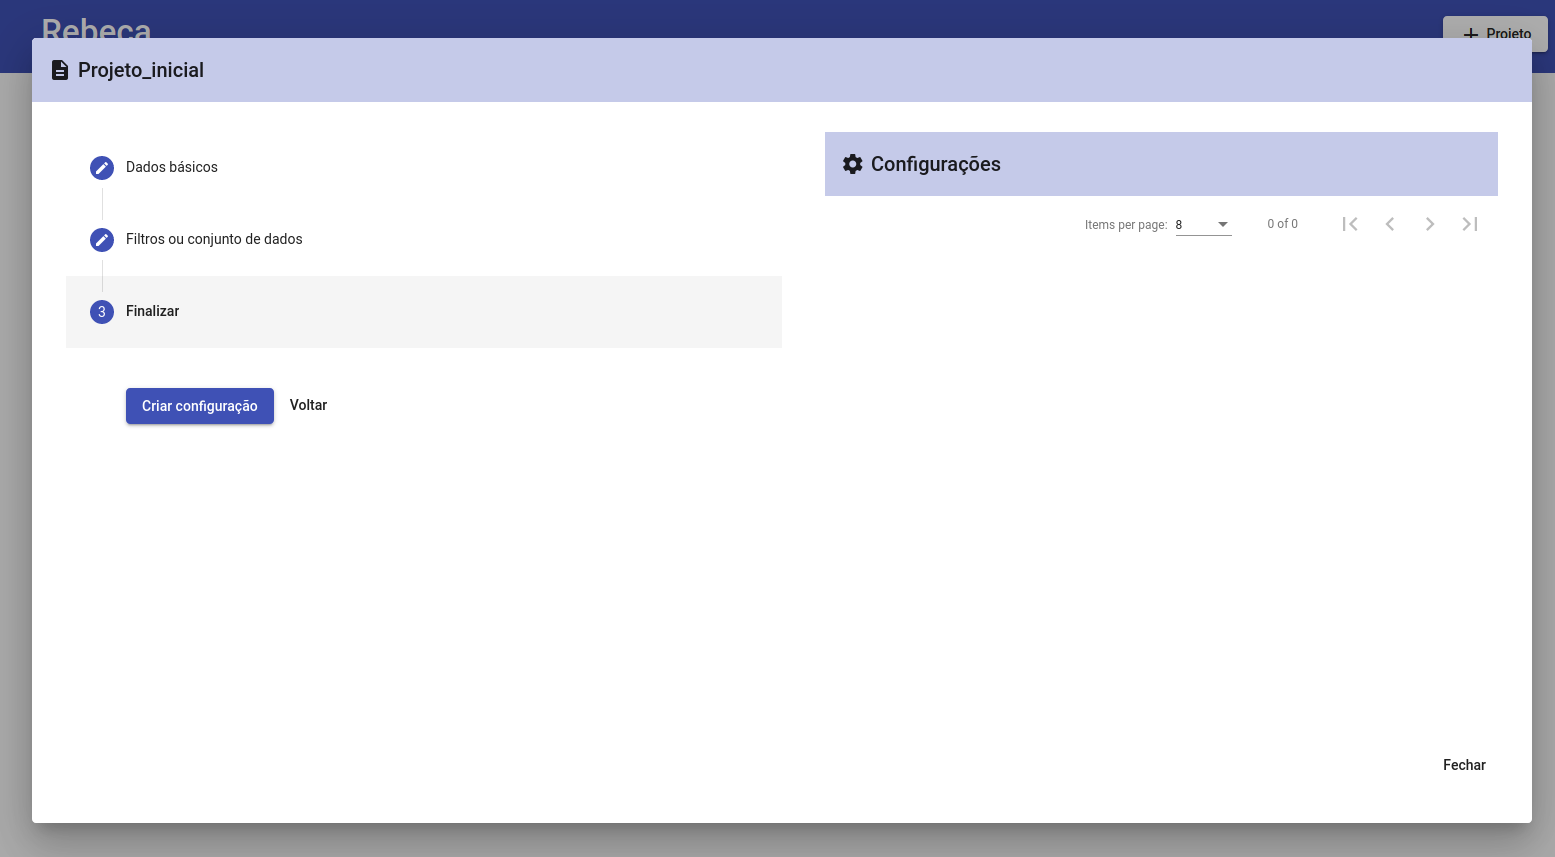 Rebeca
Projeto
Projeto_inicial
Dados básicos
Filtros ou conjunto de dados
3 Finalizar
Criar configuração Voltar
Configurações
Items per page: 8 0 of 0
Fechar